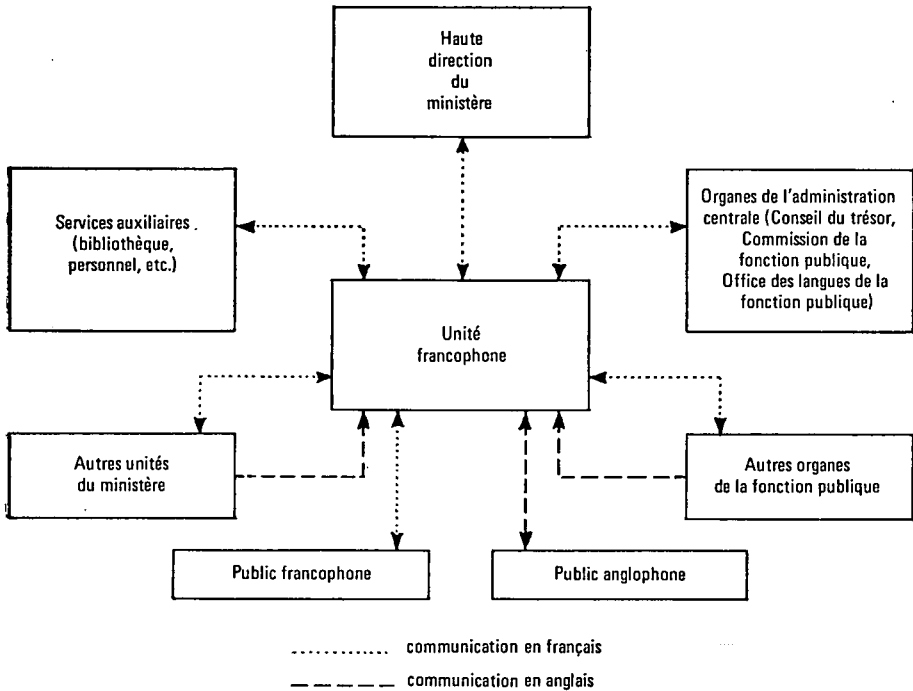 Haute
direction
du
ministère
Services auxiliaires
(bibliothèque,
personnel, etc.)
Organes de l'administration
centrale (Conseil du trésor,
Commission de la
fonction publique,
Office des langues de la
fonction publique)
Unité
francophone
Autres unités
du ministère
Autres organes
de la fonction publique
Public francophone
Public anglophone
communication en français
communication en anglais